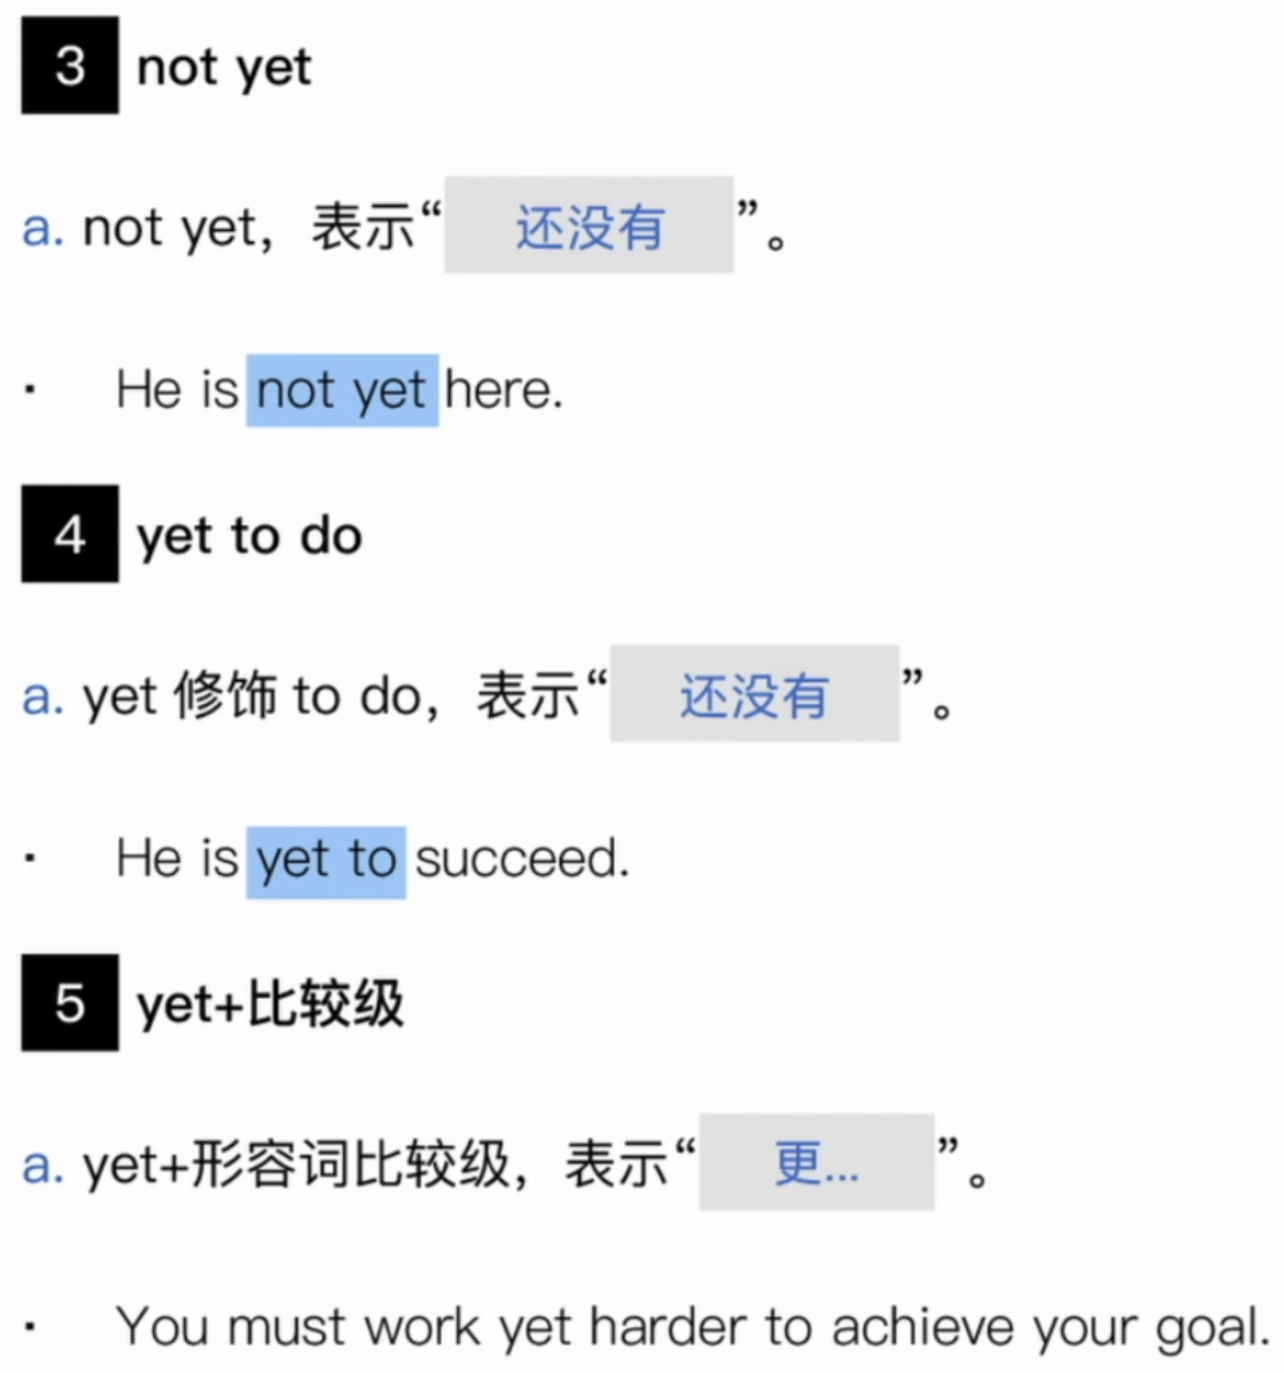 3 not yet
a. not yet，表示“还没有”。
▪ He is not yet here.
4 yet to do
a. yet 修饰 to do，表示“还没有”。
▪ He is yet to succeed.
5 yet+比较级
a. yet+形容词比较级，表示“更...”。
▪ You must work yet harder to achieve your goal.